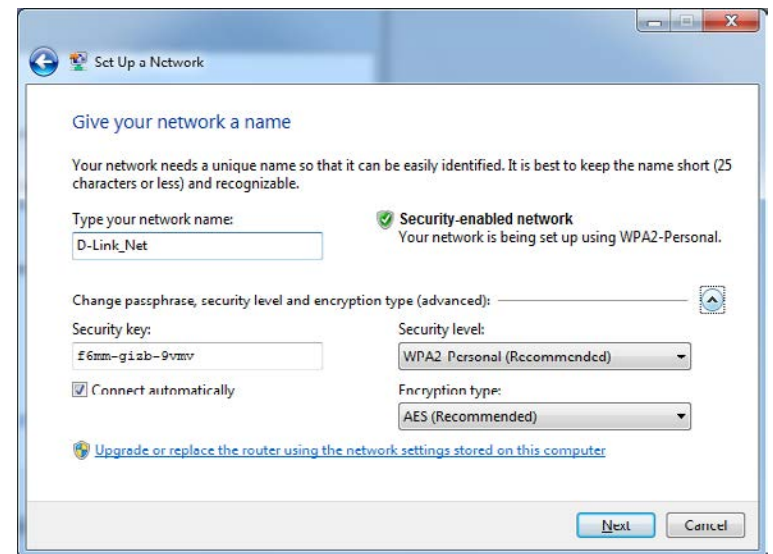 Set Up a Network
Give your network a name
Your network needs a unique name so that it can be easily identified. It is best to keep the name short (25
characters or less) and recognizable.
Type your network name:
D-Link_Net
Security-enabled network
Your network is being set up using WPA2-Personal.
Change passphrase, security level and encryption type (advanced):
Security key:
f6mm-gizb-9vmv
Security level:
WPA2-Personal (Recommended)
Connect automatically
Encryption type:
AES (Recommended)
Upgrade or replace the router using the network settings stored on this computer
Next
Cancel